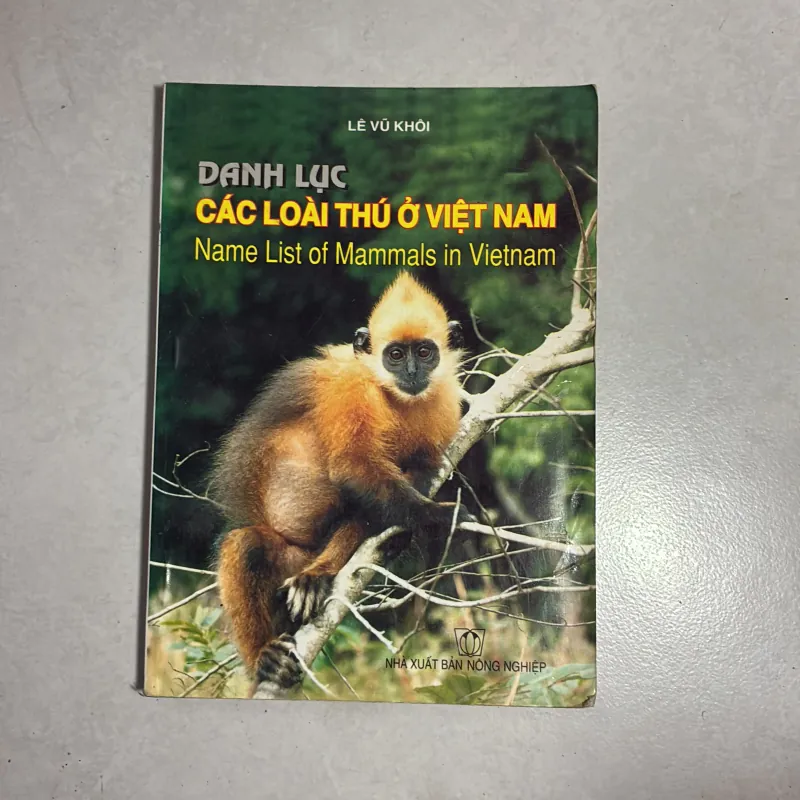 LÊ VŨ KHÔI
DANH LỤC
CÁC LOÀI THÚ Ở VIỆT NAM
Name List of Mammals in Vietnam
NHÀ XUẤT BẢN NÔNG NGHIỆP